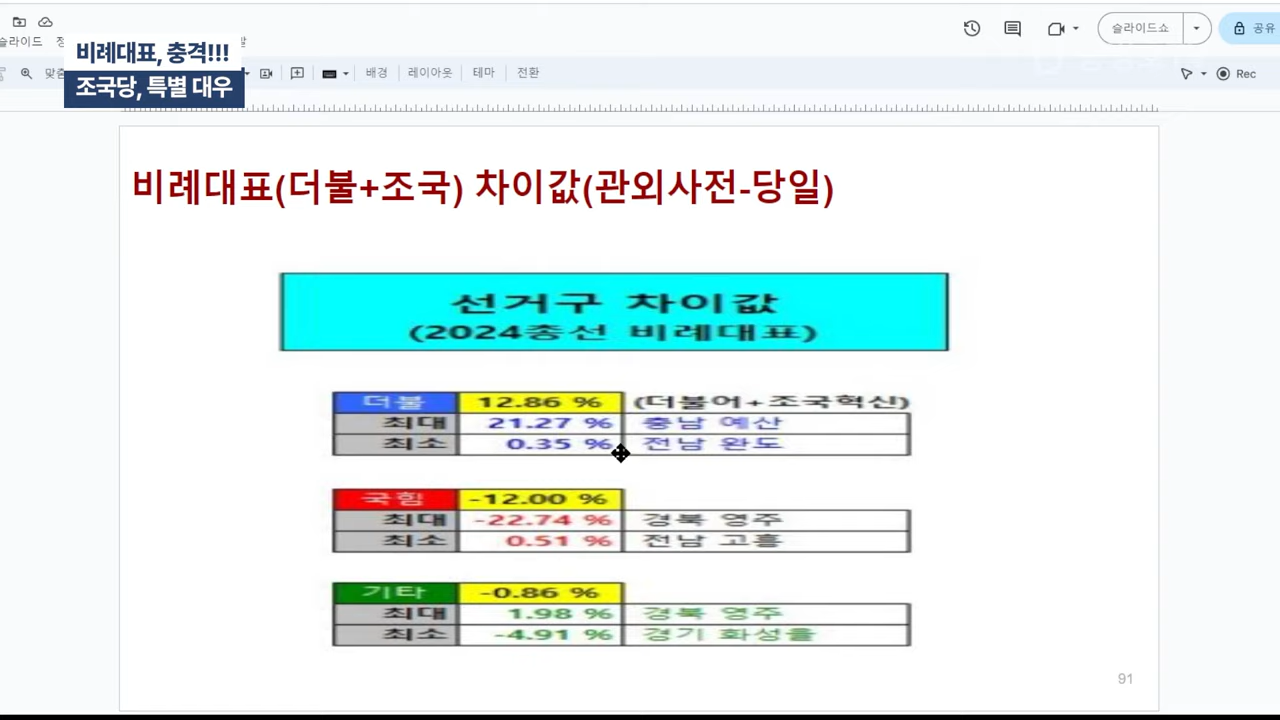 비례대표, 충격!!!
조국당, 특별 대우
슬라이드
배경 레이아웃 테마 전환
슬라이드쇼
공유
Rec
비례대표(더불+조국) 차이값(관외사전-당일)
선거구 차이값
(2024총선 비례대표)
더불 12.86 % (더불어+조국혁신)
최대 21.27 % 충남 예산
최소 0.35 % 전남 완도
국힘 -12.00 %
최대 -22.74 % 경북 영주
최소 0.51 % 전남 고흥
기타 -0.86 %
최대 1.98 % 경북 영주
최소 -4.91 % 경기 화성을
91